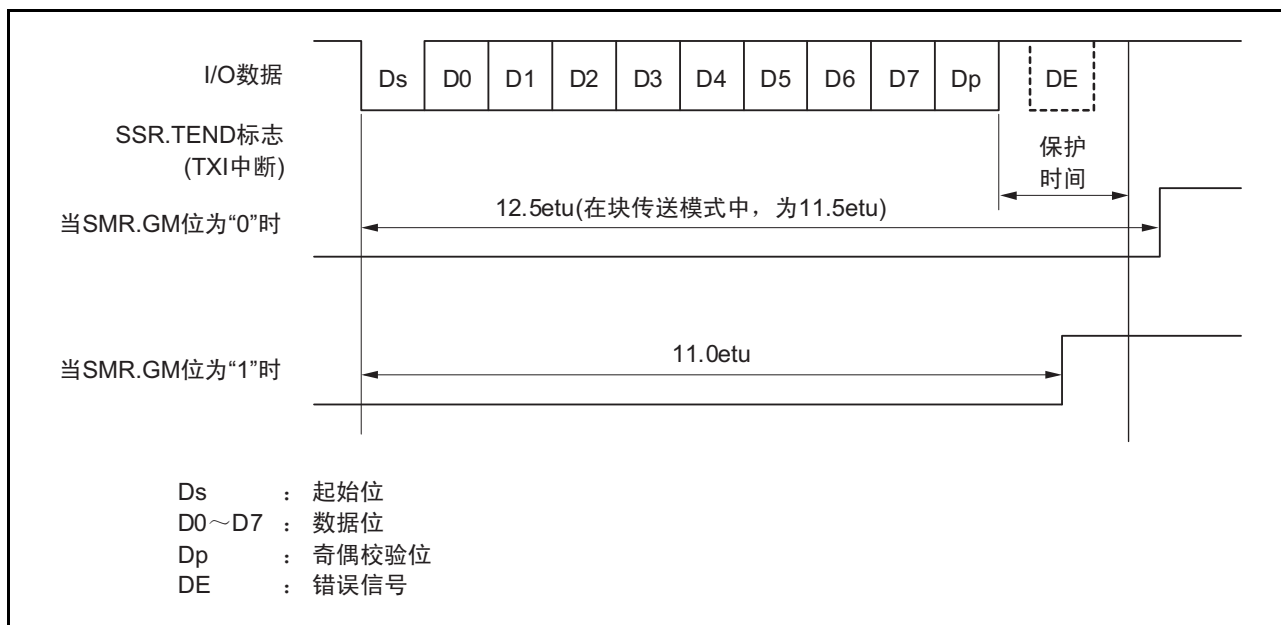 I/O数据
Ds D0 D1 D2 D3 D4 D5 D6 D7 Dp DE
SSR.TEND标志
(TXI中断)
保护
时间
当SMR.GM位为“0”时
12.5etu(在块传送模式中，为11.5etu)
当SMR.GM位为“1”时
11.0etu
Ds ： 起始位
D0～D7 ： 数据位
Dp ： 奇偶校验位
DE ： 错误信号